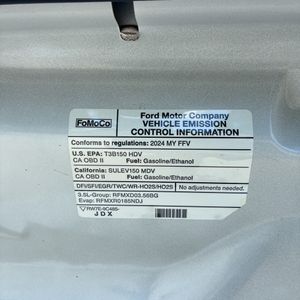 FoMoCo
Ford Motor Company
VEHICLE EMISSION
CONTROL INFORMATION
Conforms to regulations: 2024 MY FFV
U.S. EPA: T3B150 HDV
CA OBD II Fuel: Gasoline/Ethanol
California: SULEV150 MDV
CA OBD II Fuel: Gasoline/Ethanol
DFI/SFI/EGR/TWC/WR-HO2S/HO2S No adjustments needed.
3.5L-Group: RFMXD03.56BG
Evap: RFMXR0185NDJ
RW7E-9C485-
JDX